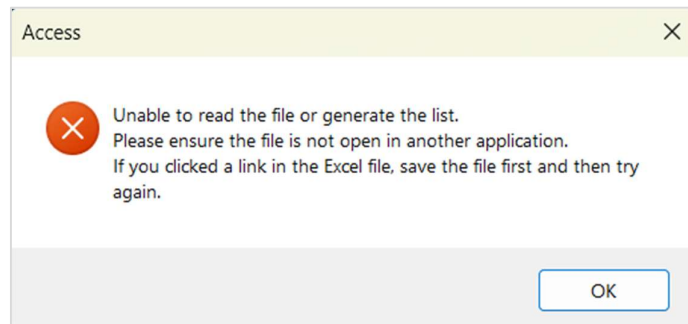 Access
Unable to read the file or generate the list.
Please ensure the file is not open in another application.
If you clicked a link in the Excel file, save the file first and then try
again.
OK